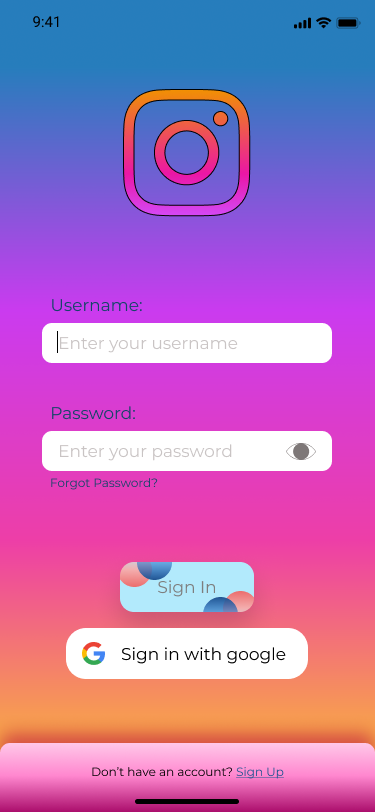 9:41
Username:
Enter your username
Password:
Enter your password
Forgot Password?
Sign In
Sign in with google
Don't have an account? Sign Up